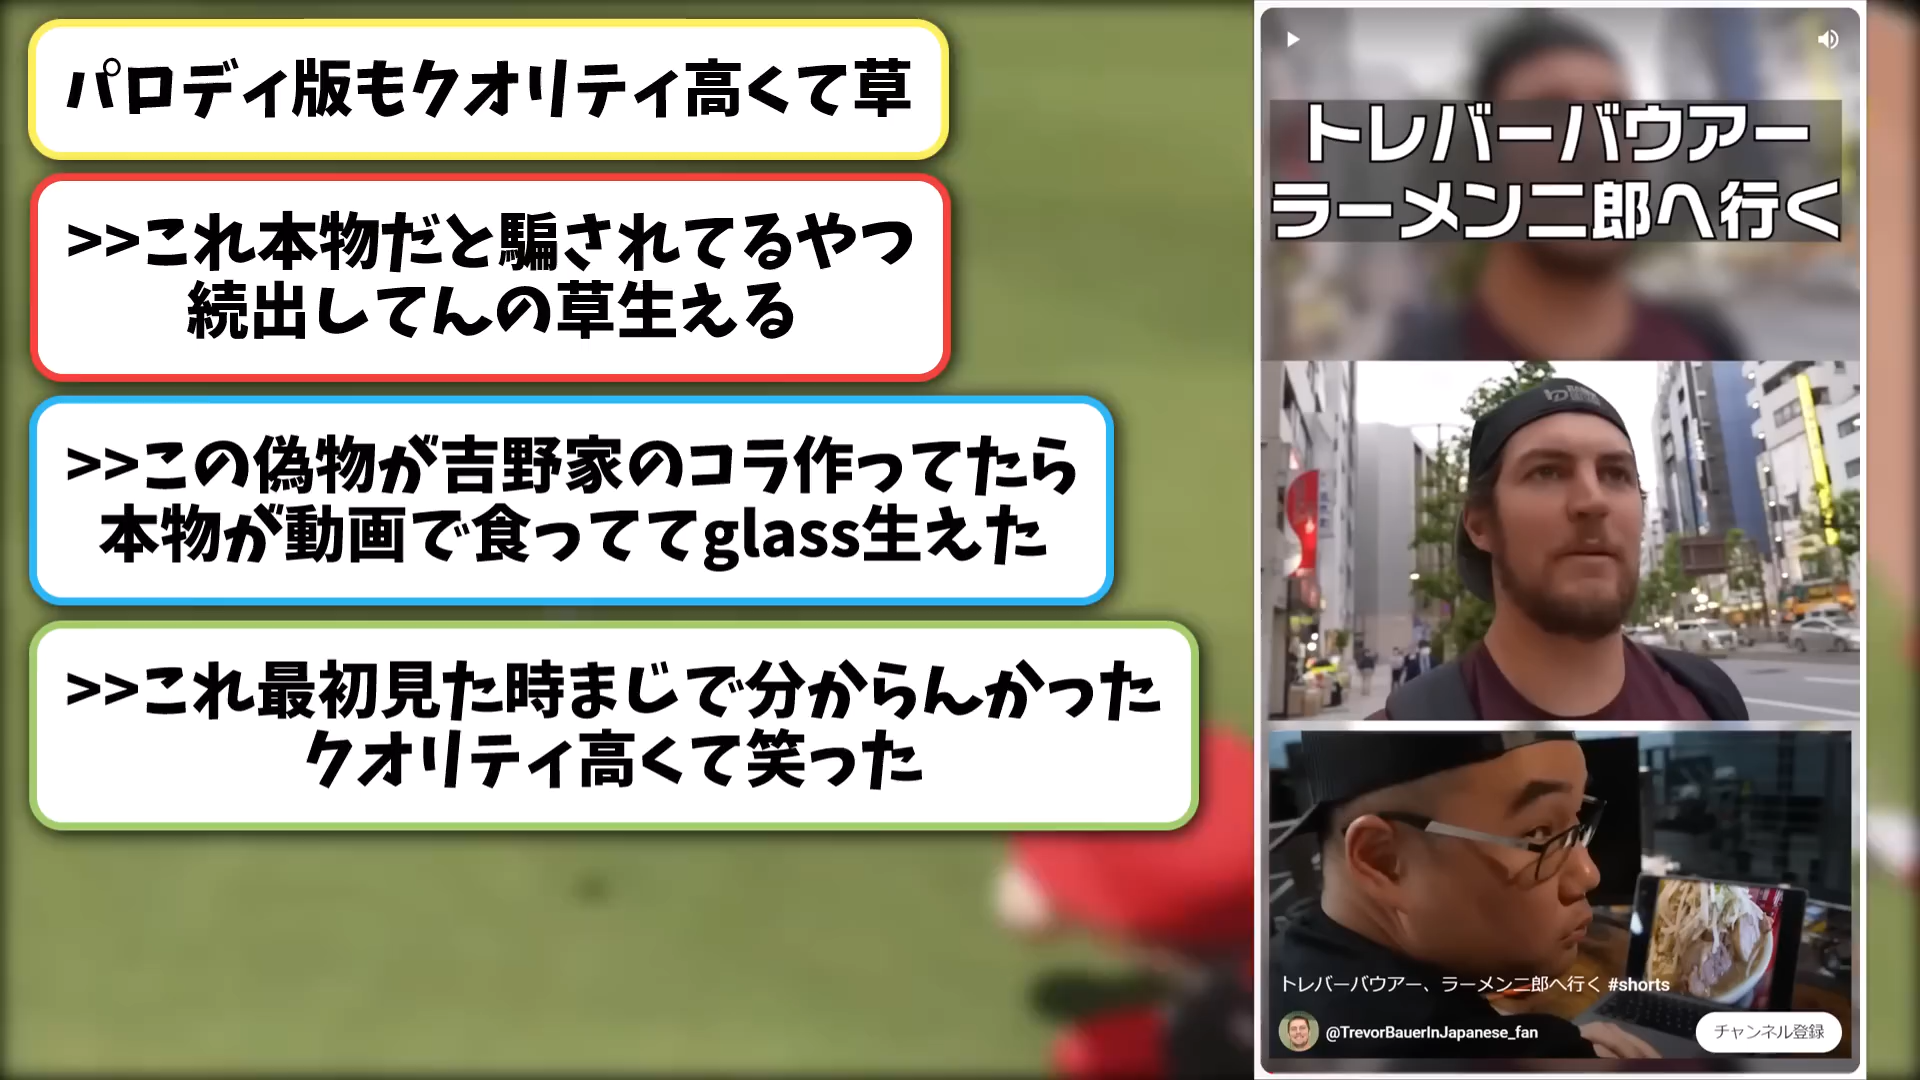 パロディ版もクオリティ高くて草
>>これ本物だと騙されてるやつ
続出してんの草生える
>>この偽物が吉野家のコラ作ってたら
本物が動画で食っててglass生えた
>>これ最初見た時まじで分からんかった
クオリティ高くて笑った
トレバーバウアー
ラーメン二郎へ行く
トレバーバウアー、ラーメン二郎へ行く #shorts
@TrevorBauerInJapanese_fan
チャンネル登録